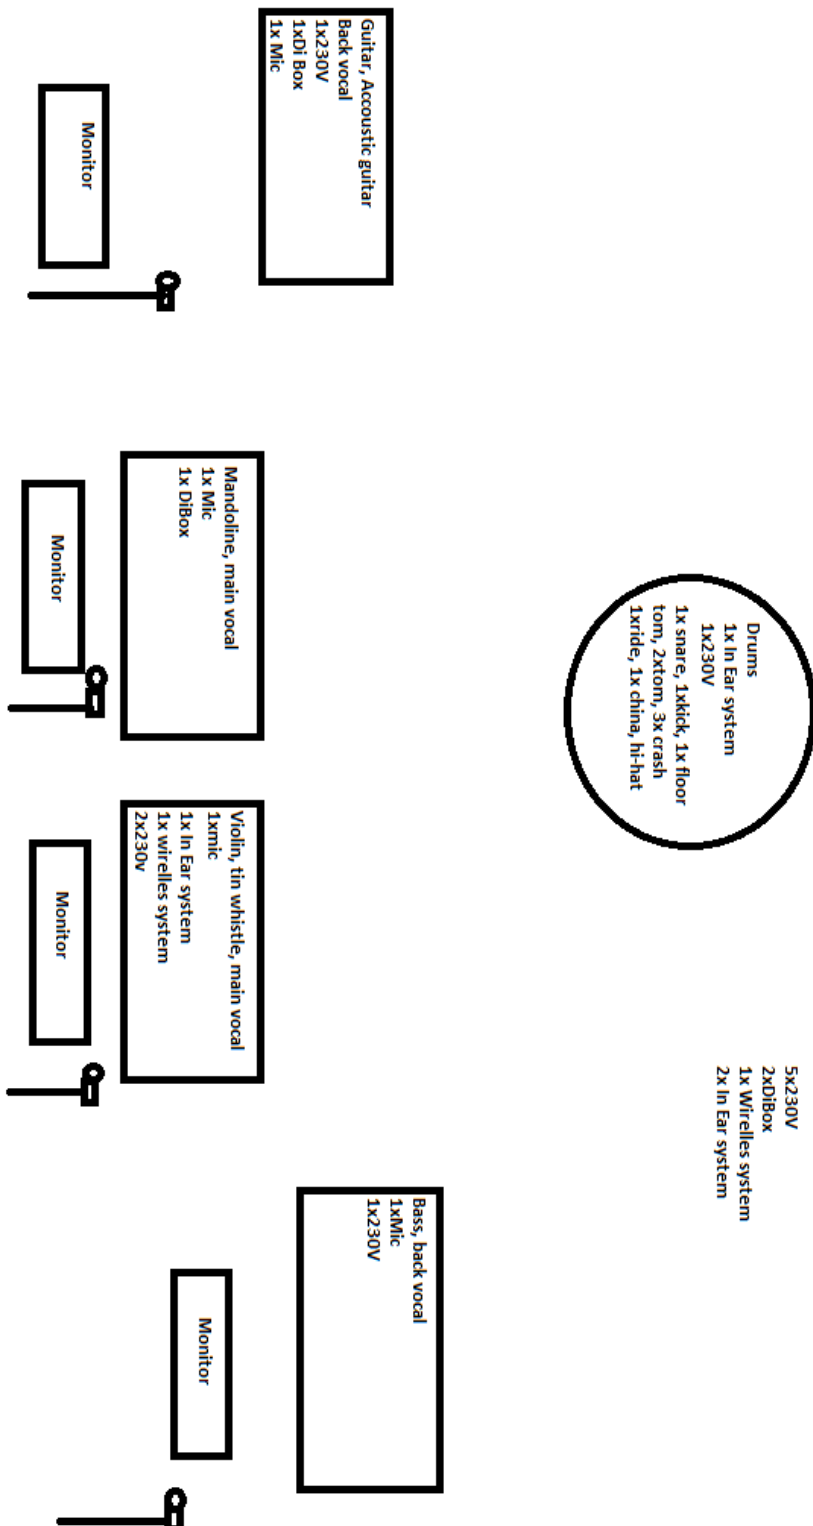 Guitar, Accoustic guitar
Back vocal
1x230V
1xDi Box
1x Mic
Monitor
Mandoline, main vocal
1x Mic
1x DiBox
Monitor
Drums
1x In Ear system
1x230V
1x snare, 1xkick, 1x floor
tom, 2xtom, 3x crash
1xride, 1x china, hi-hat
Violin, tin whistle, main vocal
1xmic
1x In Ear system
1x wirelles system
2x230v
Monitor
5x230V
2xDiBox
1x Wirelles system
2x In Ear system
Bass, back vocal
1xMic
1x230V
Monitor